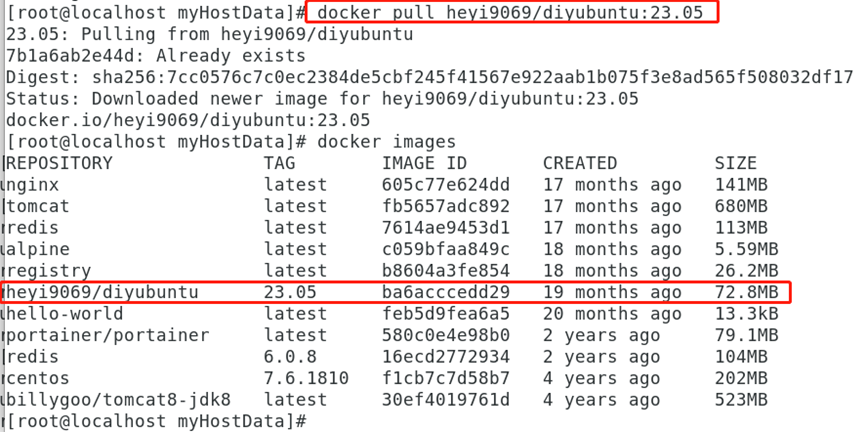 [root@localhost myHostData]# docker pull heyi9069/diyubuntu:23.05
23.05: Pulling from heyi9069/diyubuntu
7b1a6ab2e44d: Already exists
Digest: sha256:7cc0576c7c0ec2384de5cbf245f41567e922aab1b075f3e8ad565f508032df17
Status: Downloaded newer image for heyi9069/diyubuntu:23.05
docker.io/heyi9069/diyubuntu:23.05
[root@localhost myHostData]# docker images
REPOSITORY TAG IMAGE ID CREATED SIZE
nginx latest 605c77e624dd 17 months ago 141MB
tomcat latest fb5657adc892 17 months ago 680MB
redis latest 7614ae9453d1 17 months ago 113MB
alpine latest c059bfaa849c 18 months ago 5.59MB
registry latest b8604a3fe854 18 months ago 26.2MB
heyi9069/diyubuntu 23.05 ba6acccedd29 19 months ago 72.8MB
hello-world latest feb5d9fea6a5 20 months ago 13.3kB
portainer/portainer latest 580c0e4e98b0 2 years ago 79.1MB
redis 6.0.8 16ecd2772934 2 years ago 104MB
centos 7.6.1810 f1cb7c7d58b7 4 years ago 202MB
billygoo/tomcat8-jdk8 latest 30ef4019761d 4 years ago 523MB
[root@localhost myHostData]#